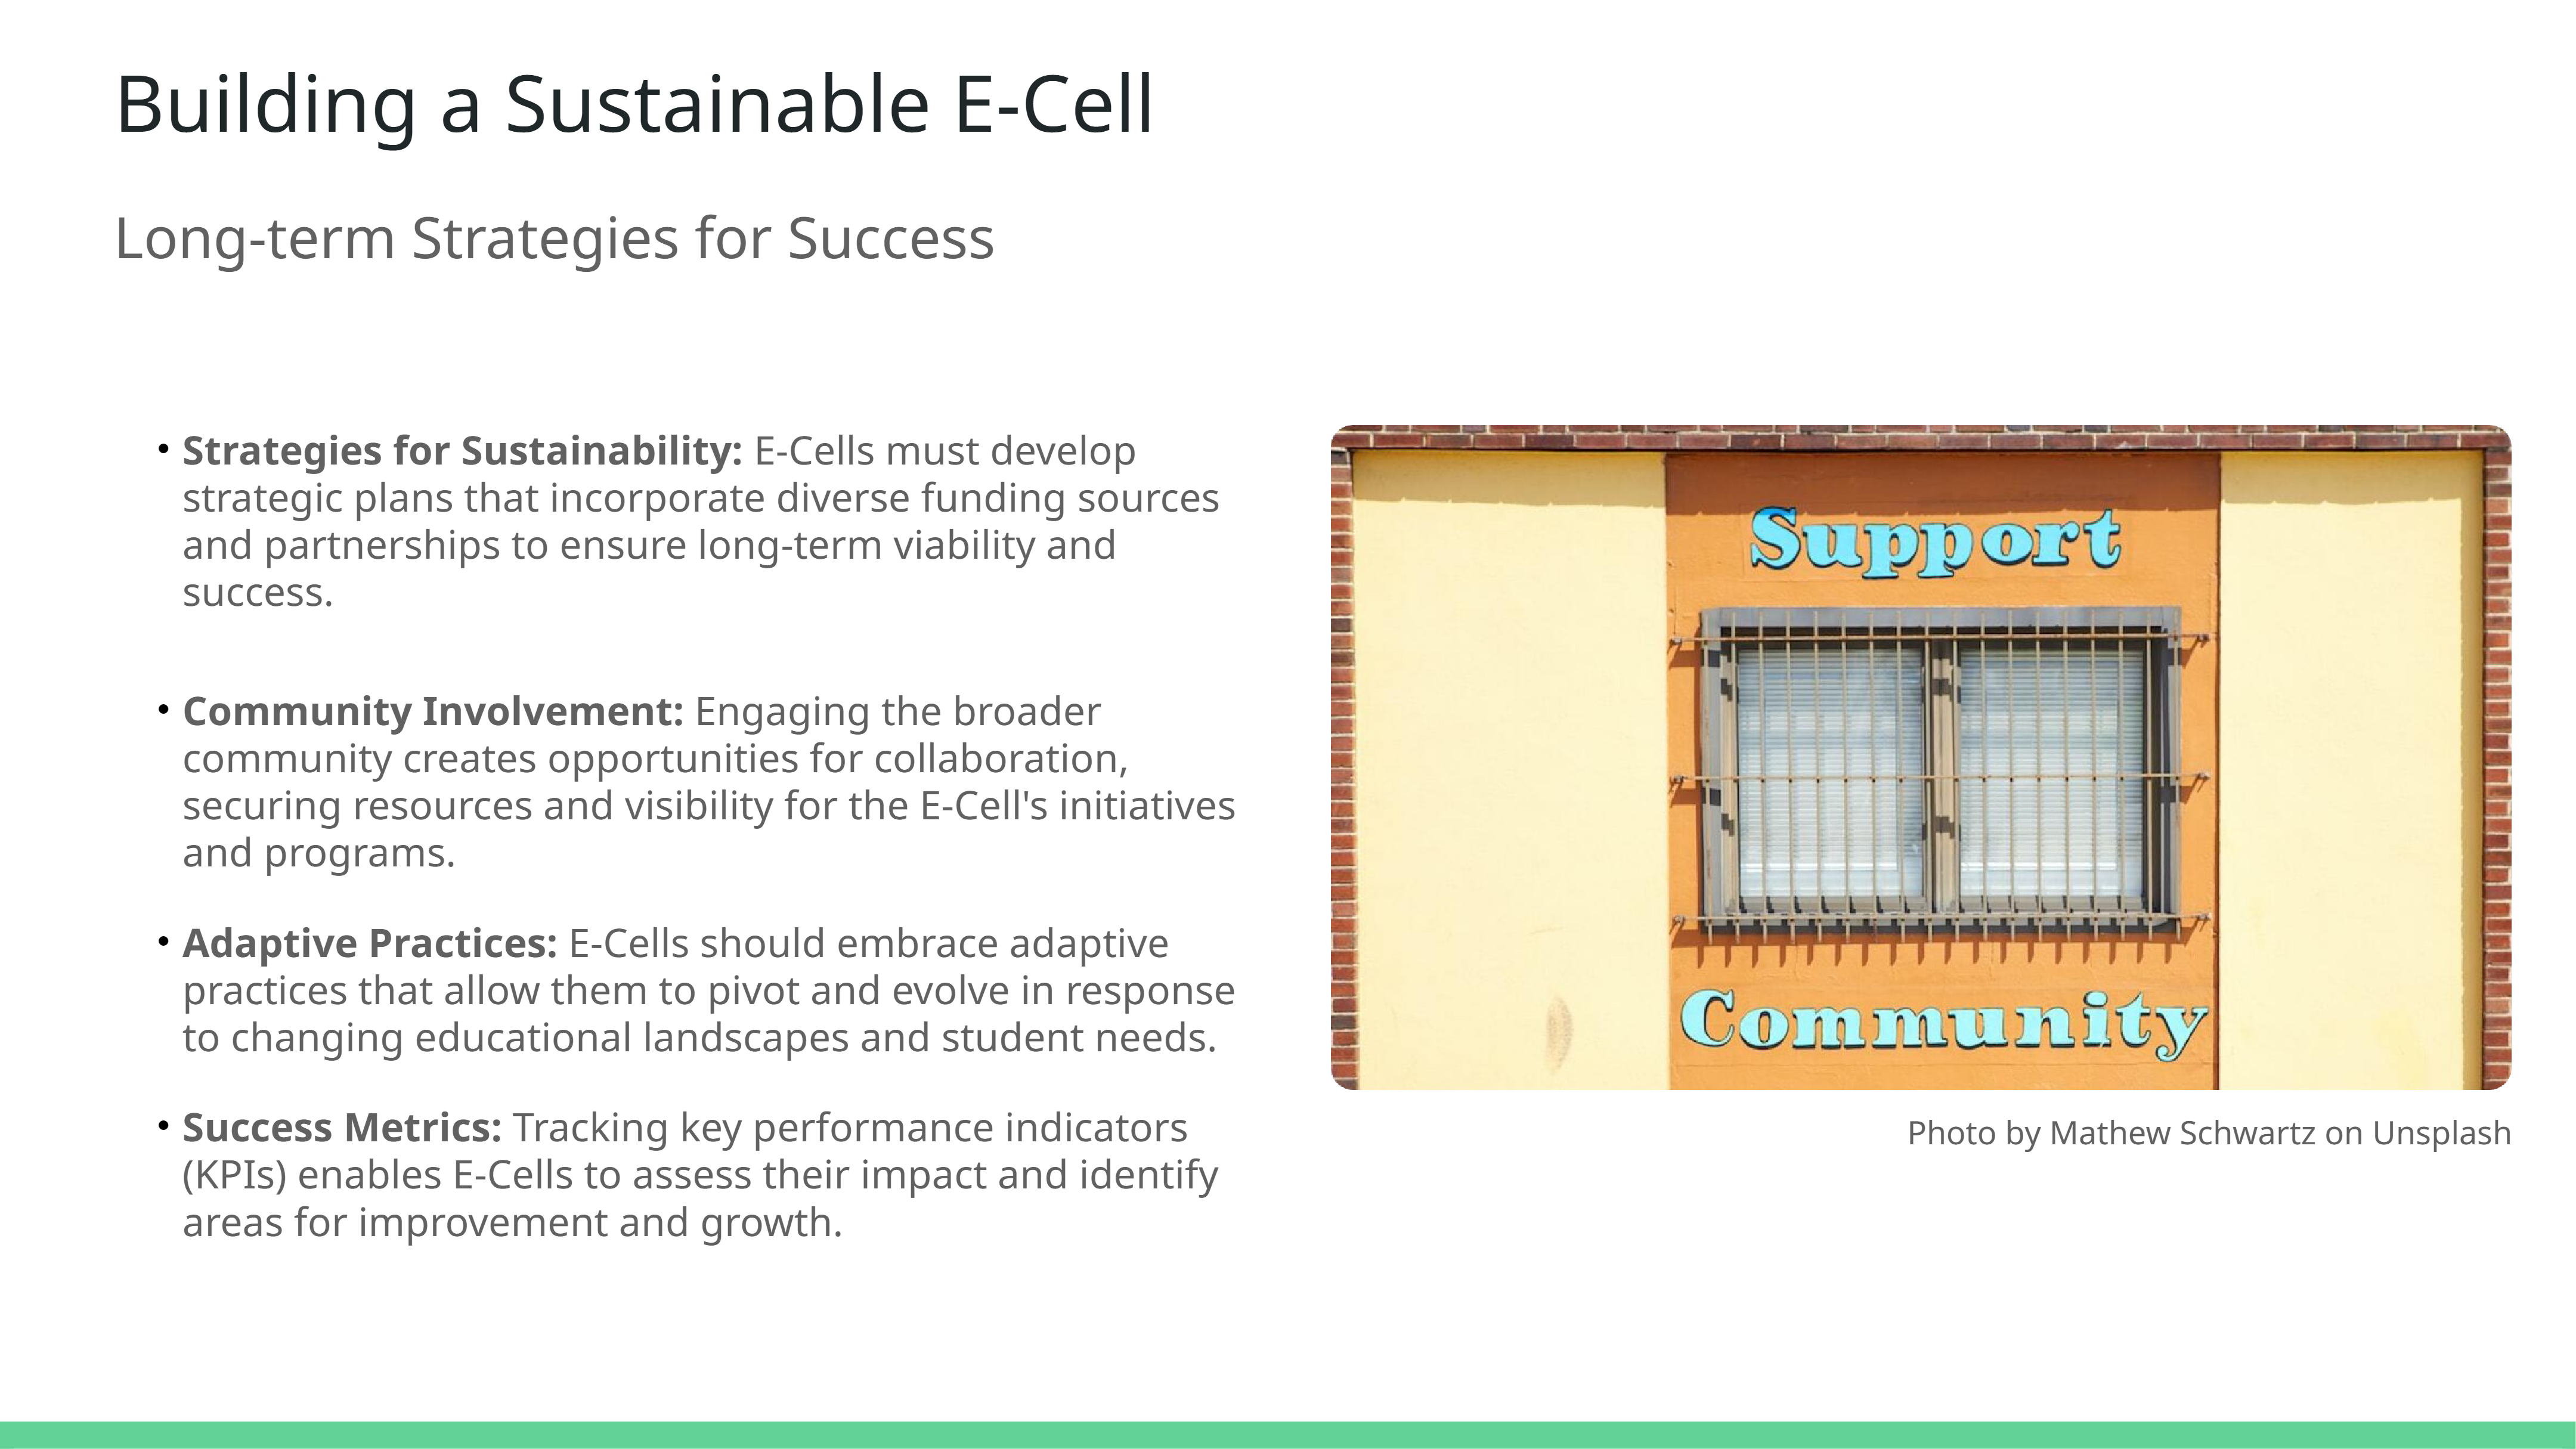 Building a Sustainable E-Cell
Long-term Strategies for Success
• Strategies for Sustainability: E-Cells must develop
strategic plans that incorporate diverse funding sources
and partnerships to ensure long-term viability and
success.
• Community Involvement: Engaging the broader
community creates opportunities for collaboration,
securing resources and visibility for the E-Cell's initiatives
and programs.
• Adaptive Practices: E-Cells should embrace adaptive
practices that allow them to pivot and evolve in response
to changing educational landscapes and student needs.
• Success Metrics: Tracking key performance indicators
(KPIs) enables E-Cells to assess their impact and identify
areas for improvement and growth.
Support
Community
Photo by Mathew Schwartz on Unsplash